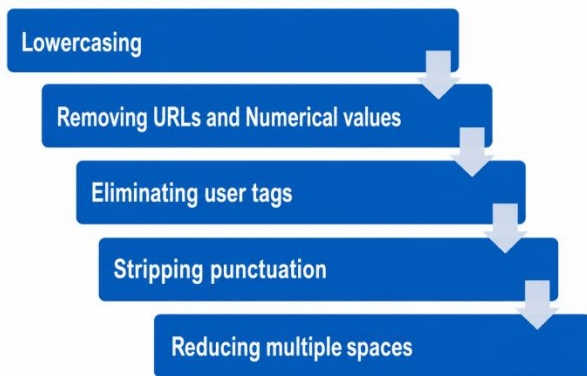 Lowercasing
Removing URLs and Numerical values
Eliminating user tags
Stripping punctuation
Reducing multiple spaces